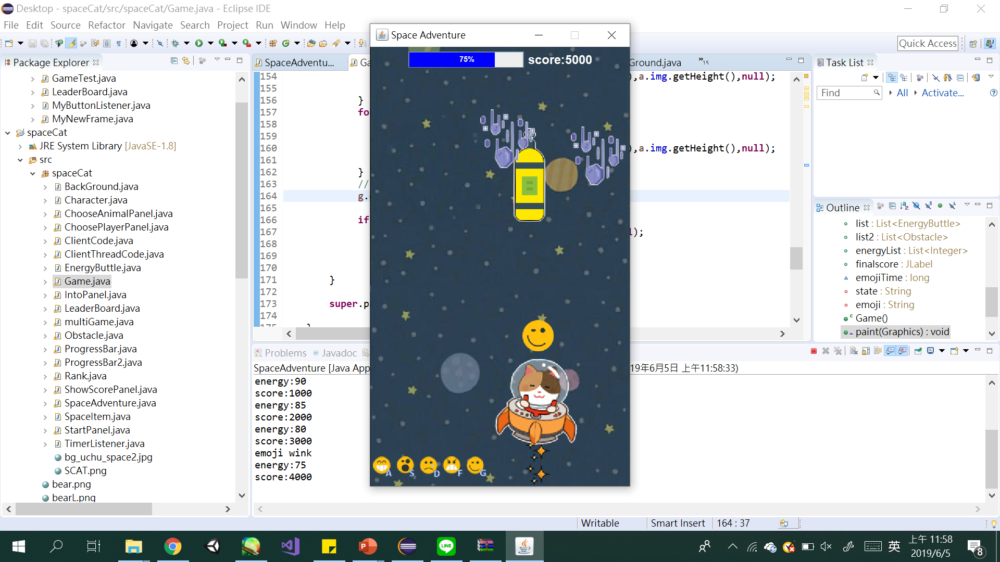 Desktop - spaceCat/src/spaceCat/Game.java - Eclipse IDE
File Edit Source Refactor Navigate Search Project Run Window Help
Quick Access
Package Explorer
GameTest.java
LeaderBoard.java
MyButtonListener.java
MyNewFrame.java
spaceCat
JRE System Library [JavaSE-1.8]
src
spaceCat
BackGround.java
Character.java
ChooseAnimalPanel.java
ChoosePlayerPanel.java
ClientCode.java
ClientThreadCode.java
EnergyButtle.java
Game.java
IntoPanel.java
LeaderBoard.java
multiGame.java
Obstacle.java
ProgressBar.java
ProgressBar2.java
Rank.java
ShowScorePanel.java
SpaceAdventure.java
SpaceItem.java
StartPanel.java
TimerListener.java
bg_uchu_space2.jpg
SCAT.png
bear.png
bearL.png
SpaceAdventu...
Ga
Ground.java
»15
154 ),a.img.getHeight(),null);
155
156 }
157 fo
158
159
160 ),a.img.getHeight(),null);
161
162 }
163 //
164 g.
165
166 if
167 );
168
169
170
171 }
172
173 super.p
174
Space Adventure
75%
score:5000
A S D F G
Problems @ Javadoc
SpaceAdventure [Java App
19年6月5日 上午11:58:33)
energy:90
score:1000
energy:85
score:2000
energy:80
score:3000
emoji wink
energy:75
score:4000
Task List
Find
All
Activate...
Outline
list : List<EnergyButtle>
list2 : List<Obstacle>
energyList : List<Integer>
finalscore : JLabel
emojiTime : long
state : String
emoji : String
Game()
paint(Graphics) : void
Writable
Smart Insert
164 : 37
LINE
英
上午 11:58
2019/6/5
8